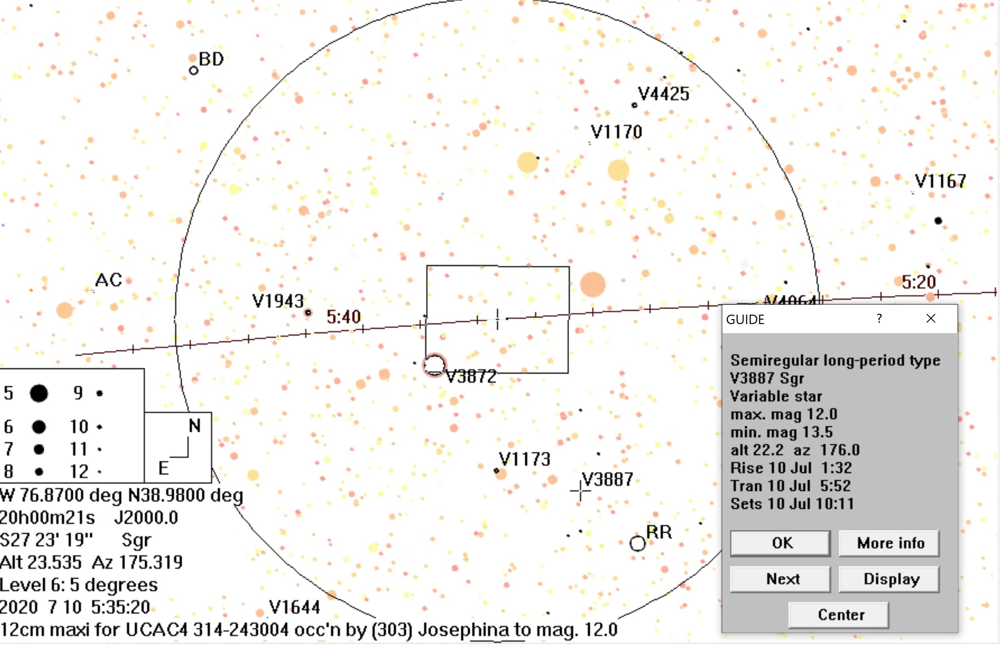 BD
V4425
V1170
V1167
AC
V1943
5:40
5:20
V4064
V3872
V1173
V3887
RR
V1644
5 9
6 10
7 11
8 12
N
E
W 76.8700 deg N38.9800 deg
20h00m21s J2000.0
S27 23' 19" Sgr
Alt 23.535 Az 175.319
Level 6: 5 degrees
2020 7 10 5:35:20
12cm maxi for UCAC4 314-243004 occ'n by (303) Josephina to mag. 12.0
GUIDE ? ×
Semiregular long-period type
V3887 Sgr
Variable star
max. mag 12.0
min. mag 13.5
alt 22.2 az 176.0
Rise 10 Jul 1:32
Tran 10 Jul 5:52
Sets 10 Jul 10:11
OK More info
Next Display
Center